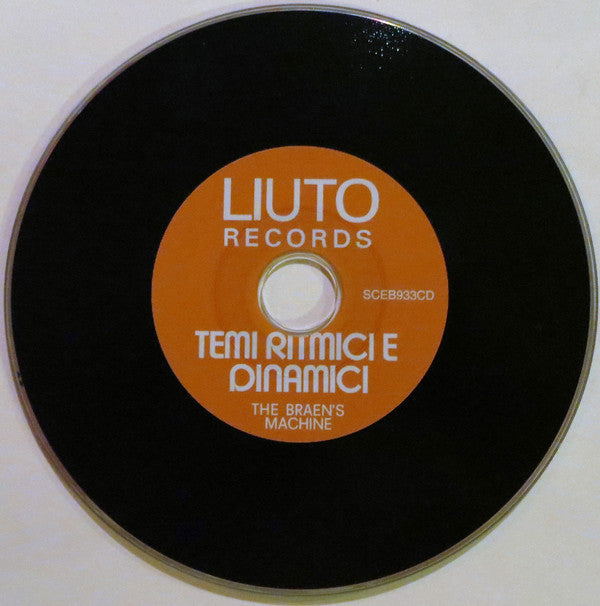 LIUTO
RECORDS
SCEB933CD
TEMI RITMICI E
DINAMICI
THE BRAEN'S
MACHINE